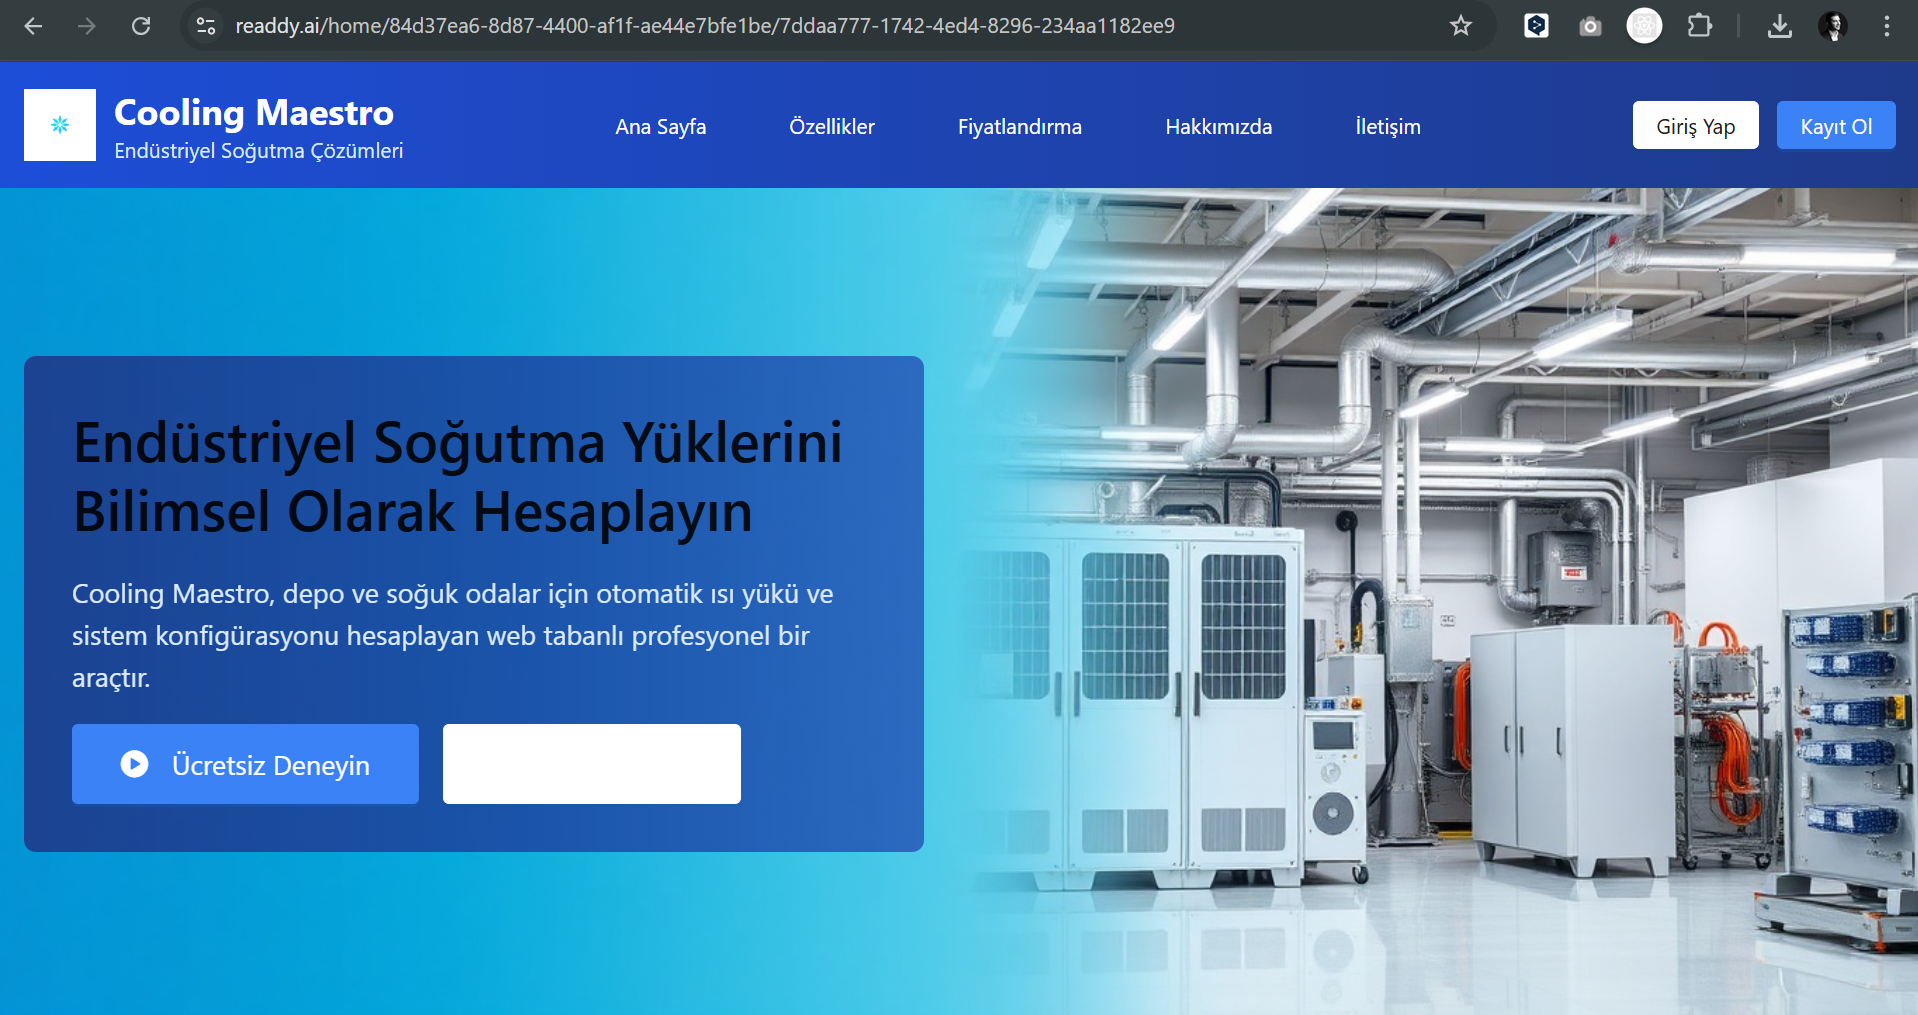 readdy.ai/home/84d37ea6-8d87-4400-af1f-ae44e7bfe1be/7ddaa777-1742-4ed4-8296-234aa1182ee9
Cooling Maestro
Endüstriyel Soğutma Çözümleri
Ana Sayfa
Özellikler
Fiyatlandırma
Hakkımızda
İletişim
Giriş Yap
Kayıt Ol
Endüstriyel Soğutma Yüklerini
Bilimsel Olarak Hesaplayın
Cooling Maestro, depo ve soğuk odalar için otomatik ısı yükü ve
sistem konfigürasyonu hesaplayan web tabanlı profesyonel bir
araçtır.
Ücretsiz Deneyin